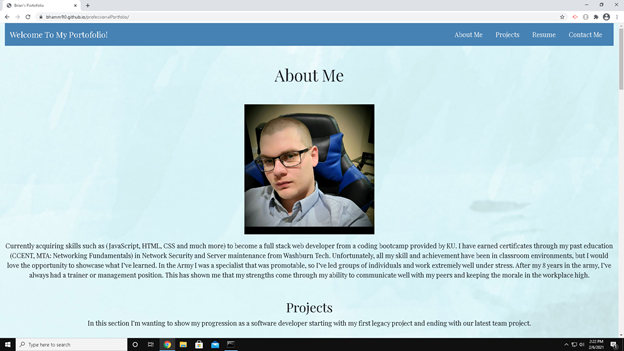 Brian's Portfolio
binamrr90.github.io/professionalPortfolio/
Welcome To My Portofolio!
About Me
Projects
Resume
Contact Me
About Me
Currently acquiring skills such as (JavaScript, HTML, CSS and much more) to become a full stack web developer from a coding bootcamp provided by KU. I have earned certificates through my past education
(CCENT, MTA: Networking Fundamentals) in Network Security and Server maintenance from Washburn Tech. Unfortunately, all my skill and achievement have been in classroom environments, but I would
love the opportunity to showcase what I've learned. In the Army I was a specialist that was promotable, so I've led groups of individuals and work extremely well under stress. After my 8 years in the army, I've
always had a trainer or management position. This has shown me that my strengths come through my ability to communicate well with my peers and keeping the morale in the workplace high.
Projects
In this section I'm wanting to show my progression as a software developer starting with my first legacy project and ending with our latest team project.
Type here to search
2:02 PM
2/6/2021